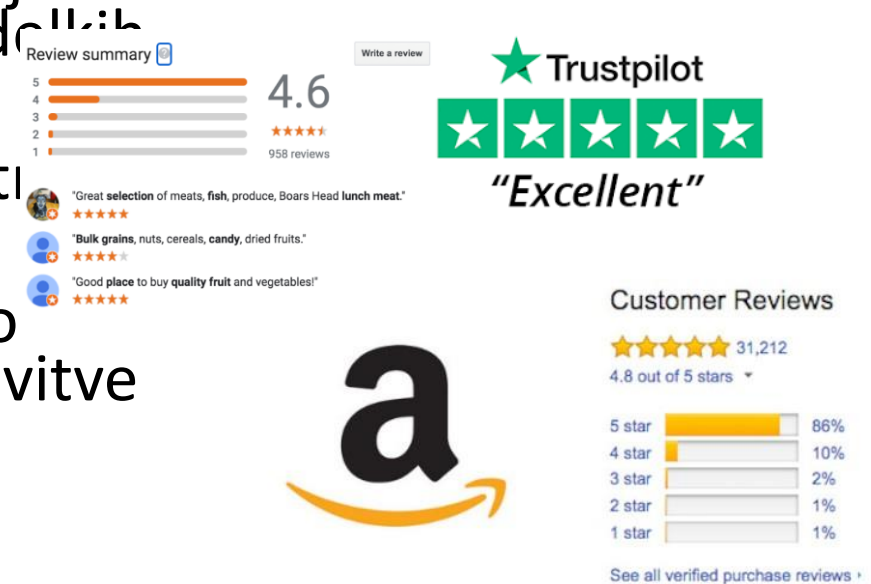 Review summary
Write a review
5
4
3
2
1
4.6
958 reviews
"Great selection of meats, fish, produce, Boars Head lunch meat."
"Bulk grains, nuts, cereals, candy, dried fruits."
"Good place to buy quality fruit and vegetables!"
Trustpilot
“Excellent”
vitve
a
Customer Reviews
31,212
4.8 out of 5 stars
5 star 86%
4 star 10%
3 star 2%
2 star 1%
1 star 1%
See all verified purchase reviews ›